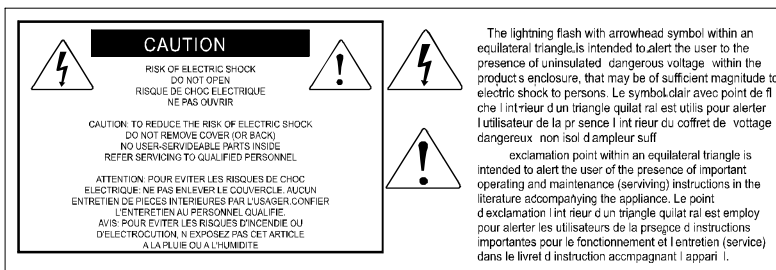 CAUTION
RISK OF ELECTRIC SHOCK
DO NOT OPEN
RISQUE DE CHOC ELECTRIQUE
NE PAS OUVRIR
CAUTION: TO REDUCE THE RISK OF ELECTRIC SHOCK
DO NOT REMOVE COVER (OR BACK)
NO USER-SERVIDEABLE PARTS INSIDE
REFER SERVICING TO QUALIFIED PERSONNEL
ATTENTION: POUR EVITER LES RISQUES DE CHOC
ELECTRIQUE: NE PAS ENLEVER LE COUVERCLE. AUCUN
ENTRETIEN DE PIECES INTERIEURES PAR L'USAGER.CONFIER
L'ENTERETIEN AU PERSONNEL QUALIFIE.
AVIS: POUR EVITER LES RISQUES D'INCENDIE OU
D'ELECTROCUTION, N EXPOSEZ PAS CET ARTICLE
A LA PLUIE OU A L'HUMIDITE
The lightning flash with arrowhead symbol within an
equilateral triangle,is intended to alert the user to the
presence of uninsulated dangerous voltage within the
product s enclosure, that may be of sufficient magnitude to
electric shock to persons. Le symbol.clair avec point de fl
che l int rieur d un triangle quilat ral est utilis pour alerter
l utilisateur de la pr sence l int rieur du coffret de vottage
dangereux non isol d ampleur suff
exclamation point within an equilateral triangle is
intended to alert the user of the presence of important
operating and maintenance (serviving) instructions in the
literature adcompafying the appliance. Le point
d exclamation l int rieur d un triangle quilat ral est employ
pour alerter les utilisateurs de la prsegce d instructions
importantes pour le fonctionnement et l entretien (service)
dans le livret d instruction accmpagnant l appari l.